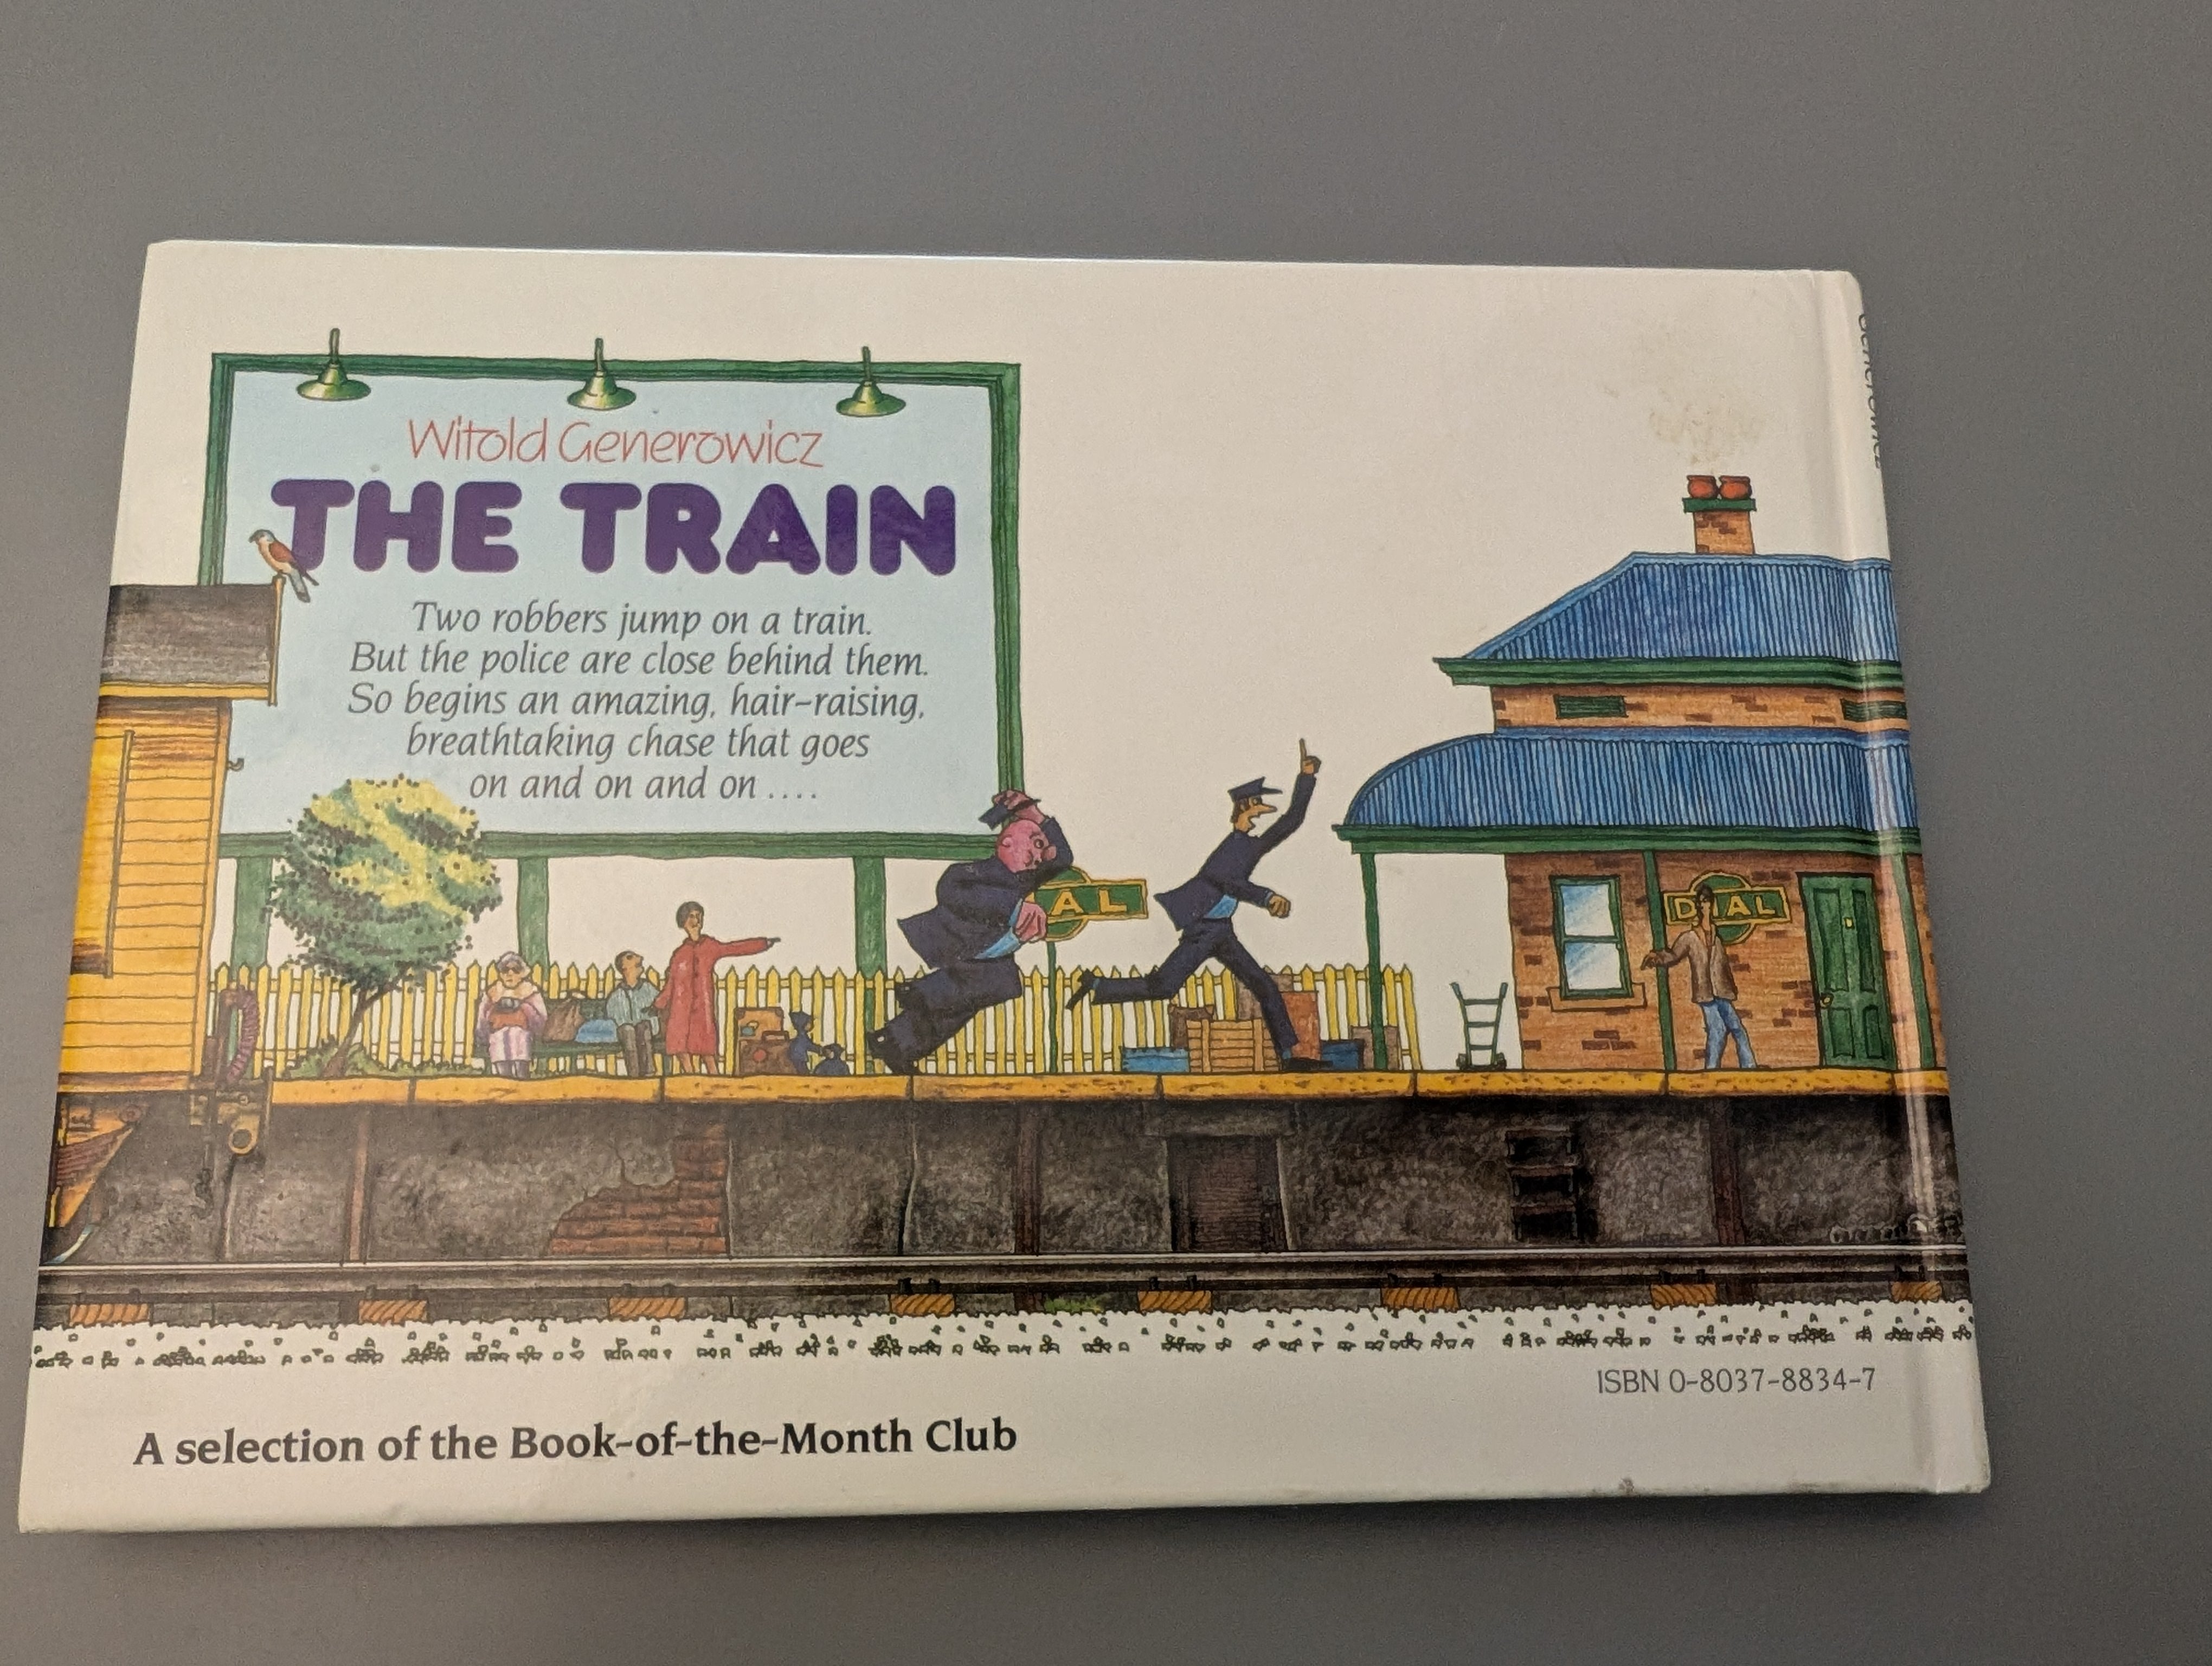 Witold Generowicz
THE TRAIN
Two robbers jump on a train.
But the police are close behind them.
So begins an amazing, hair-raising,
breathtaking chase that goes
on and on and on ....
AL
ISBN 0-8037-8834-7
A selection of the Book-of-the-Month Club